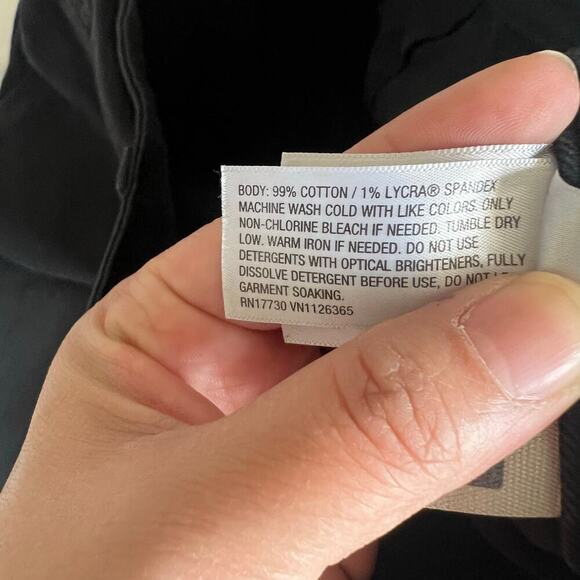 BODY: 99% COTTON / 1% LYCRA® SPANDEX
MACHINE WASH COLD WITH LIKE COLORS ONLY
NON-CHLORINE BLEACH IF NEEDED. TUMBLE DRY
LOW. WARM IRON IF NEEDED. DO NOT USE
DETERGENTS WITH OPTICAL BRIGHTENERS, FULLY
DISSOLVE DETERGENT BEFORE USE, DO NOT
GARMENT SOAKING.
RN17730 VN1126365